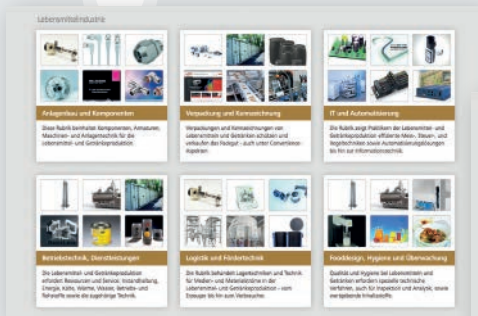 Lebensmittelindustrie
Anlagenbau und Komponenten
Diese Rubrik beinhaltet Komponenten, Armaturen,
Maschinen- und Anlagentechnik für die
Lebensmittel- und Getränkeproduktion.
Verpackung und Kennzeichnung
Verpackungen und Kennzeichnungen von
Lebensmitteln und Getränken schützen und
verkaufen das Füllgut - auch unter Convenience-
Aspekten.
IT und Automatisierung
Die Rubrik zeigt Praktikern der Lebensmittel- und
Getränkeproduktion effiziente Mess-, Steuer-, und
Regeltechniken sowie Automatisierungslösungen
bis hin zur Informationstechnik.
Betriebstechnik, Dienstleistungen
Die Lebensmittel- und Getränkeproduktion
erfordert Ressourcen und Service: Instandhaltung,
Energie, Kälte, Wärme, Wasser, Betriebs- und
Rohstoffe sowie die zugehörige Technik.
Logistik und Fördertechnik
Die Rubrik behandelt Lagertechniken und Technik
für Medien- und Materialströme in der
Lebensmittel- und Getränkeproduktion - vom
Erzeuger bis hin zum Verbraucher.
Fooddesign, Hygiene und Überwachung
Qualität und Hygiene bei Lebensmitteln und
Getränken erfordern spezielle technische
Verfahren, auch für Inspektion und Analytik, sowie
wertgebende Inhaltsstoffe.